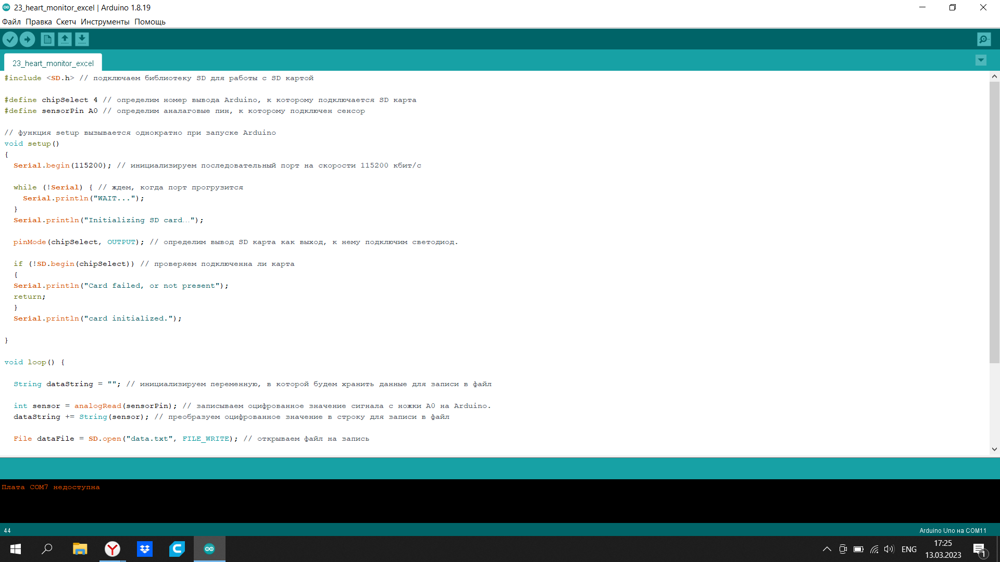 23_heart_monitor_excel | Arduino 1.8.19
Файл Правка Скетч Инструменты Помощь
23_heart_monitor_excel
#include <SD.h> // подключаем библиотеку SD для работы с SD картой
#define chipSelect 4 // определим номер вывода Arduino, к которому подключается SD карта
#define sensorPin A0 // определим аналаговые пин, к которому подключен сенсор
// функция setup вызывается однократно при запуске Arduino
void setup()
{
Serial.begin(115200); // инициализируем последовательный порт на скорости 115200 кбит/с
while (!Serial) { // ждем, когда порт прогрузится
Serial.println("WAIT...");
}
Serial.println("Initializing SD card…");
pinMode(chipSelect, OUTPUT); // определим вывод SD карта как выход, к нему подключим светодиод.
if (!SD.begin(chipSelect)) // проверяем подключенна ли карта
{
Serial.println("Card failed, or not present");
return;
}
Serial.println("card initialized.");
}
void loop() {
String dataString = ""; // инициализируем переменную, в которой будем хранить данные для записи в файл
int sensor = analogRead(sensorPin); // записываем оцифрованное значение сигнала с ножки A0 на Arduino.
dataString += String(sensor); // преобразуем оцифрованное значение в строку для записи в файл
File dataFile = SD.open("data.txt", FILE_WRITE); // открываем файл на запись
Плата COM7 недоступна
44
Arduino Uno на COM11
ENG
17:25
13.03.2023
1